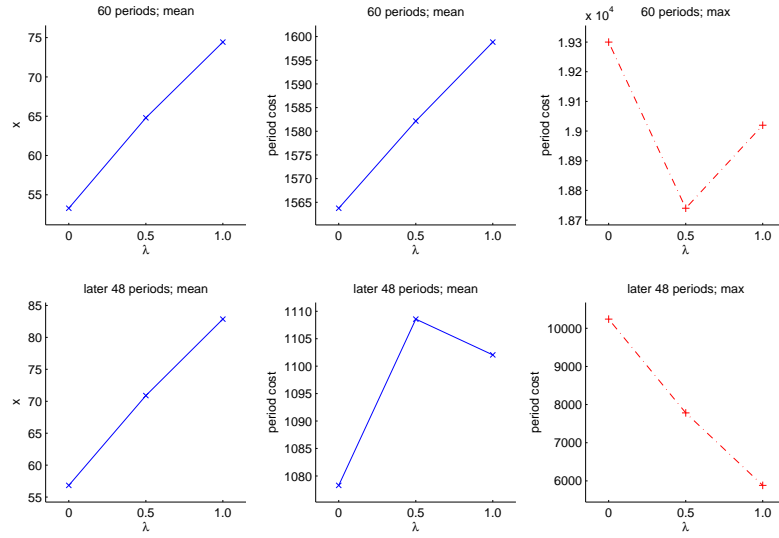 60 periods; mean
75
70
65
60
55
x
0 0.5 1.0
λ
60 periods; mean
1600
1595
1590
1585
1580
1575
1570
1565
period cost
0 0.5 1.0
λ
60 periods; max
x 10⁴
1.93
1.92
1.91
1.9
1.89
1.88
1.87
period cost
0 0.5 1.0
λ
later 48 periods; mean
85
80
75
70
65
60
55
x
0 0.5 1.0
λ
later 48 periods; mean
1110
1105
1100
1095
1090
1085
1080
period cost
0 0.5 1.0
λ
later 48 periods; max
10000
9000
8000
7000
6000
period cost
0 0.5 1.0
λ